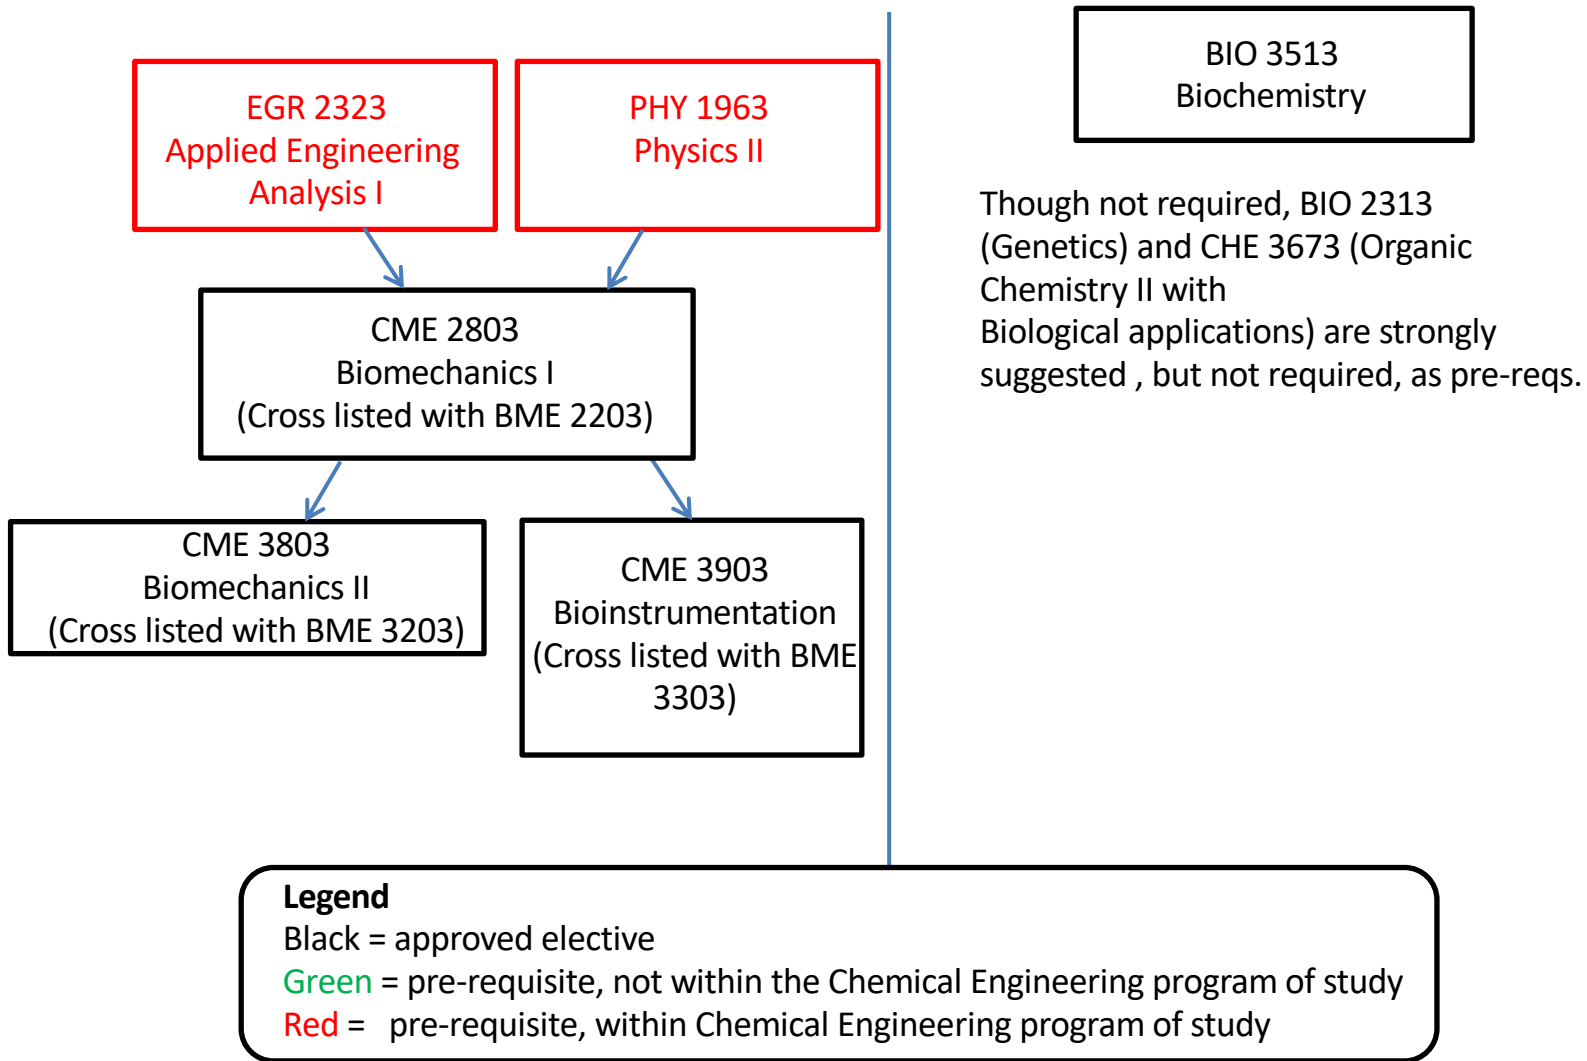 EGR 2323
Applied Engineering
Analysis I
PHY 1963
Physics II
CME 2803
Biomechanics I
(Cross listed with BME 2203)
CME 3803
Biomechanics II
(Cross listed with BME 3203)
CME 3903
Bioinstrumentation
(Cross listed with BME
3303)
BIO 3513
Biochemistry
Though not required, BIO 2313
(Genetics) and CHE 3673 (Organic
Chemistry II with
Biological applications) are strongly
suggested , but not required, as pre-reqs.
Legend
Black = approved elective
Green = pre-requisite, not within the Chemical Engineering program of study
Red =   pre-requisite, within Chemical Engineering program of study